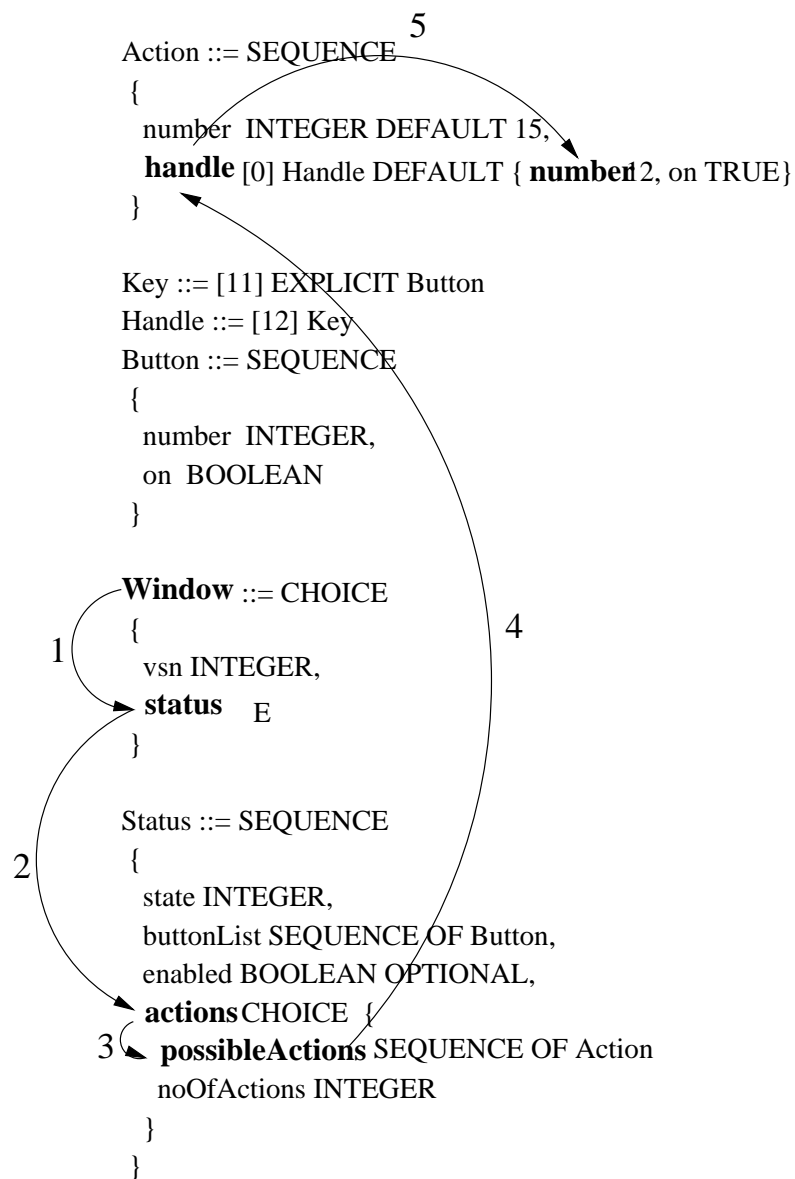 5
Action ::= SEQUENCE
{
number INTEGER DEFAULT 15,
handle [0] Handle DEFAULT { number 12, on TRUE}
}
Key ::= [11] EXPLICIT Button
Handle ::= [12] Key
Button ::= SEQUENCE
{
number INTEGER,
on BOOLEAN
}
Window ::= CHOICE
{
4
1
vsn INTEGER,
status E
}
Status ::= SEQUENCE
{
2
state INTEGER,
buttonList SEQUENCE OF Button,
enabled BOOLEAN OPTIONAL,
actions CHOICE {
3 possibleActions SEQUENCE OF Action
noOfActions INTEGER
}
}